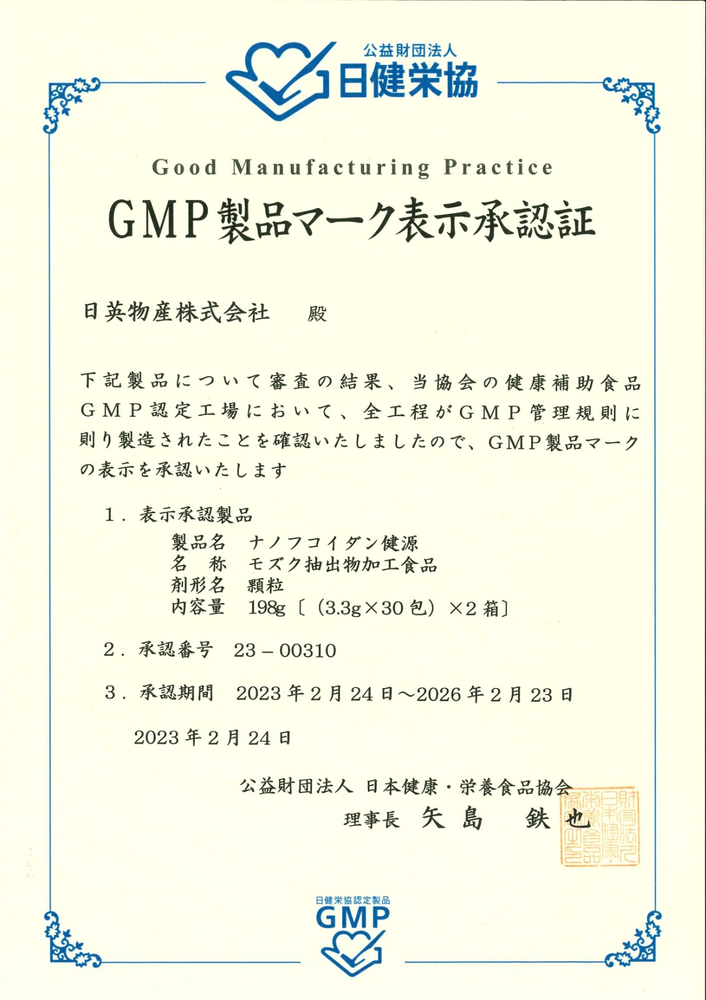 公益財団法人
日健栄協
Good Manufacturing Practice
GMP製品マーク表示承認証
日英物産株式会社　殿
下記製品について審査の結果、当協会の健康補助食品
GMP認定工場において、全工程がGMP管理規則に
則り製造されたことを確認いたしましたので、GMP製品マーク
の表示を承認いたします
1．表示承認製品
製品名　ナノフコイダン健源
名　称　モズク抽出物加工食品
剤形名　顆粒
内容量　198g〔（3.3g×30包）×2箱〕
2．承認番号　23－00310
3．承認期間　2023年2月24日～2026年2月23日
2023年2月24日
公益財団法人 日本健康・栄養食品協会
理事長　矢島　鉄也
日健栄協認定製品
GMP